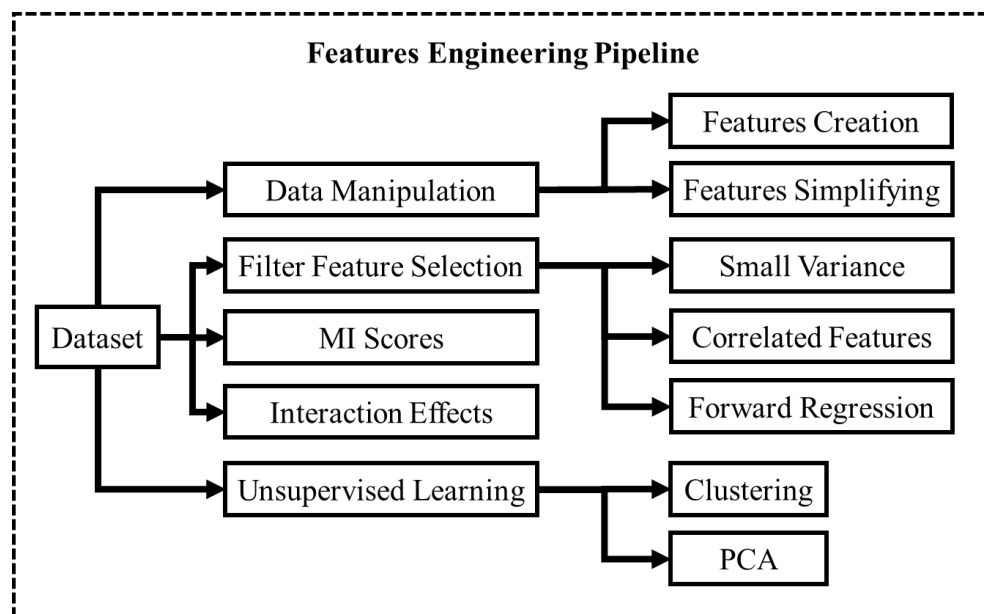 Features Engineering Pipeline
Features Creation
Data Manipulation
Features Simplifying
Filter Feature Selection
Small Variance
Dataset
MI Scores
Correlated Features
Interaction Effects
Forward Regression
Unsupervised Learning
Clustering
PCA